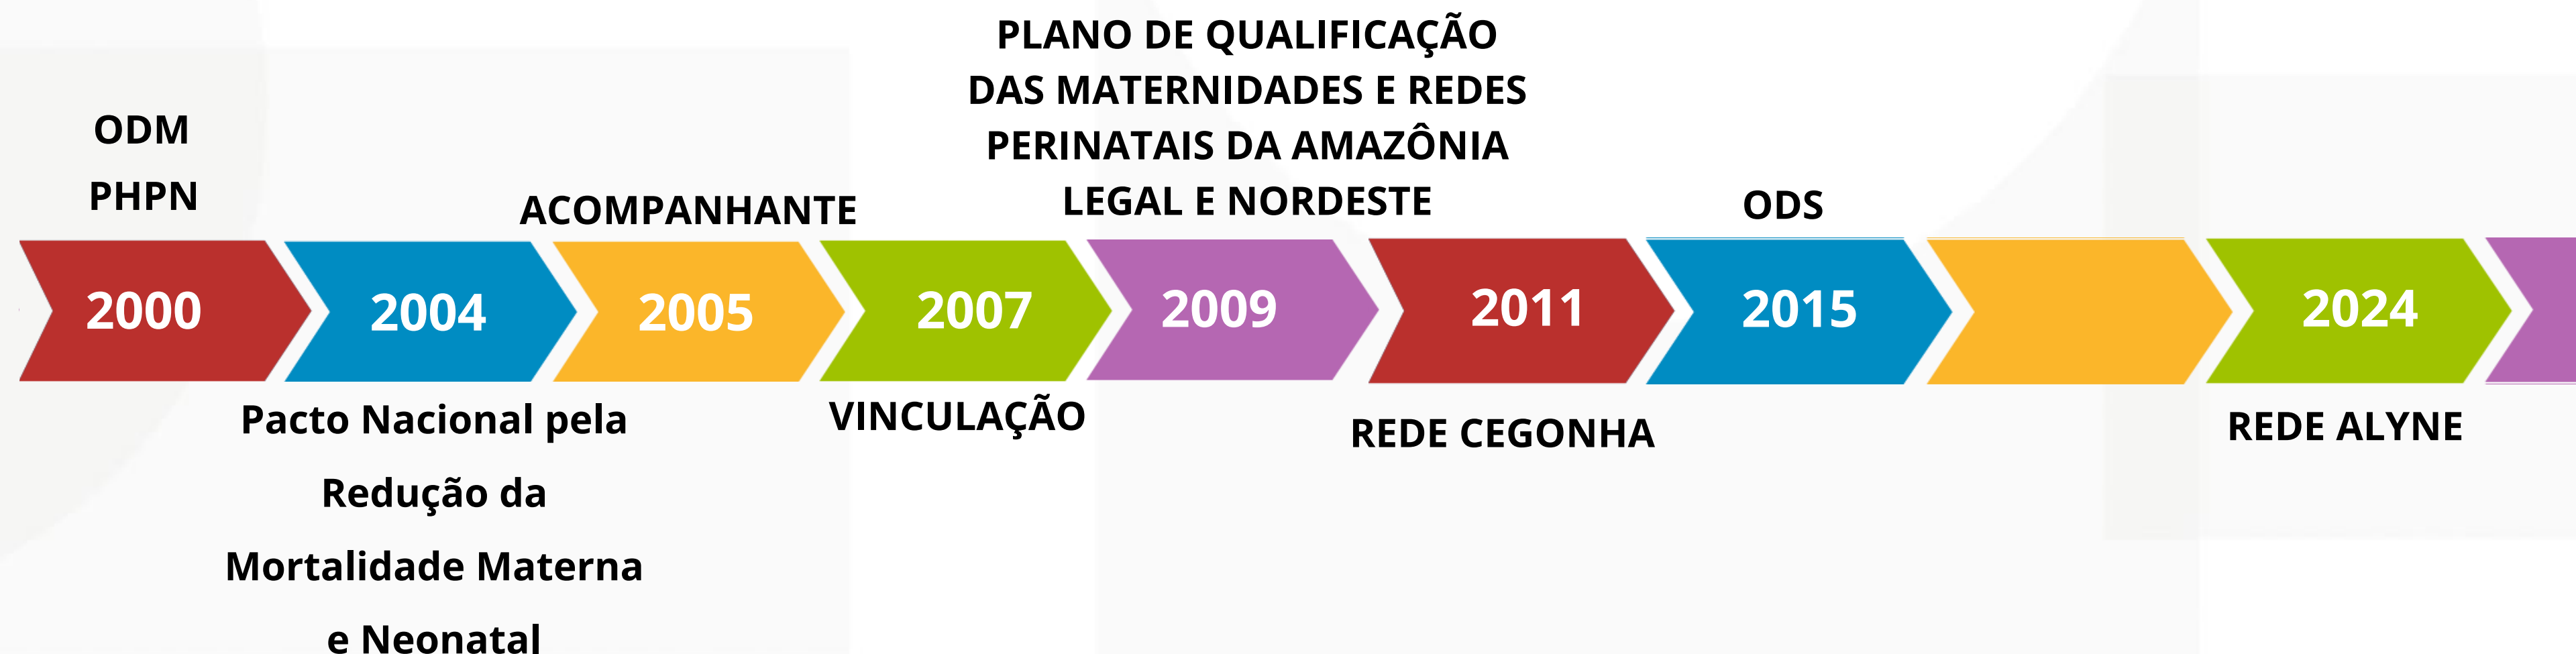 ODM
PHPN
ACOMPANHANTE
PLANO DE QUALIFICAÇÃO
DAS MATERNIDADES E REDES
PERINATAIS DA AMAZÔNIA
LEGAL E NORDESTE
ODS
2000
2004
2005
2007
2009
2011
2015
2024
Pacto Nacional pela
Redução da
Mortalidade Materna
e Neonatal
VINCULAÇÃO
REDE CEGONHA
REDE ALYNE